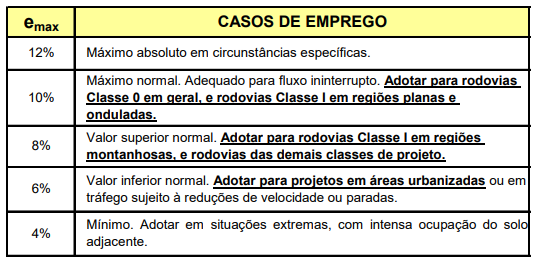 e max CASOS DE EMPREGO
12% Máximo absoluto em circunstâncias específicas.
Máximo normal. Adequado para fluxo ininterrupto. Adotar para rodovias
10% Classe 0 em geral, e rodovias Classe I em regiões planas e
onduladas.
8% Valor superior normal. Adotar para rodovias Classe I em regiões
montanhosas, e rodovias das demais classes de projeto.
6% Valor inferior normal. Adotar para projetos em áreas urbanizadas ou em
tráfego sujeito à reduções de velocidade ou paradas.
4% Mínimo. Adotar em situações extremas, com intensa ocupação do solo
adjacente.